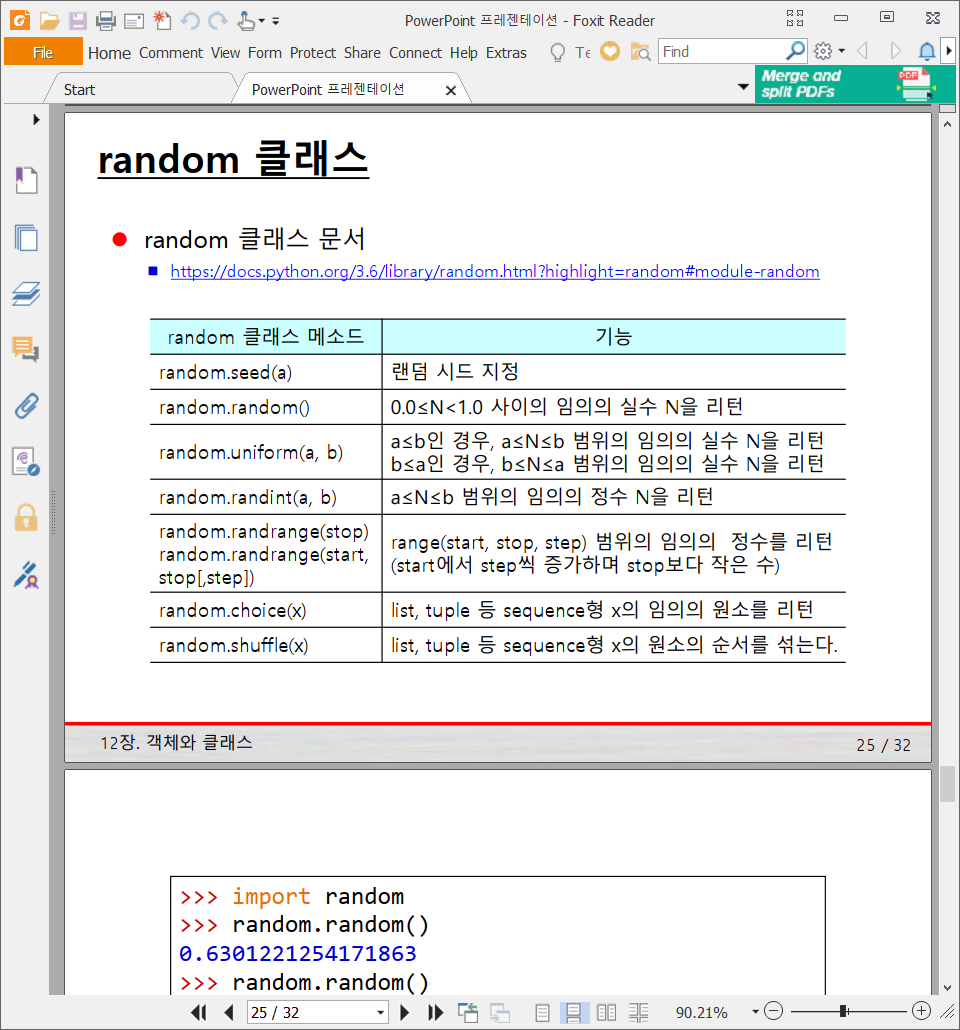 PowerPoint 프레젠테이션 - Foxit Reader
File Home Comment View Form Protect Share Connect Help Extras Te Find
Start PowerPoint 프레젠테이션 Merge and split PDFs PDF
random 클래스
random 클래스 문서
https://docs.python.org/3.6/library/random.html?highlight=random#module-random
random 클래스 메소드 기능
random.seed(a) 랜덤 시드 지정
random.random() 0.0≤N<1.0 사이의 임의의 실수 N을 리턴
random.uniform(a, b) a≤b인 경우, a≤N≤b 범위의 임의의 실수 N을 리턴
b≤a인 경우, b≤N≤a 범위의 임의의 실수 N을 리턴
random.randint(a, b) a≤N≤b 범위의 임의의 정수 N을 리턴
random.randrange(stop)
random.randrange(start,
stop[,step])
range(start, stop, step) 범위의 임의의 정수를 리턴
(start에서 step씩 증가하며 stop보다 작은 수)
random.choice(x) list, tuple 등 sequence형 x의 임의의 원소를 리턴
random.shuffle(x) list, tuple 등 sequence형 x의 원소의 순서를 섞는다.
12장. 객체와 클래스 25 / 32
>>> import random
>>> random.random()
0.6301221254171863
>>> random.random()
25 / 32 90.21%